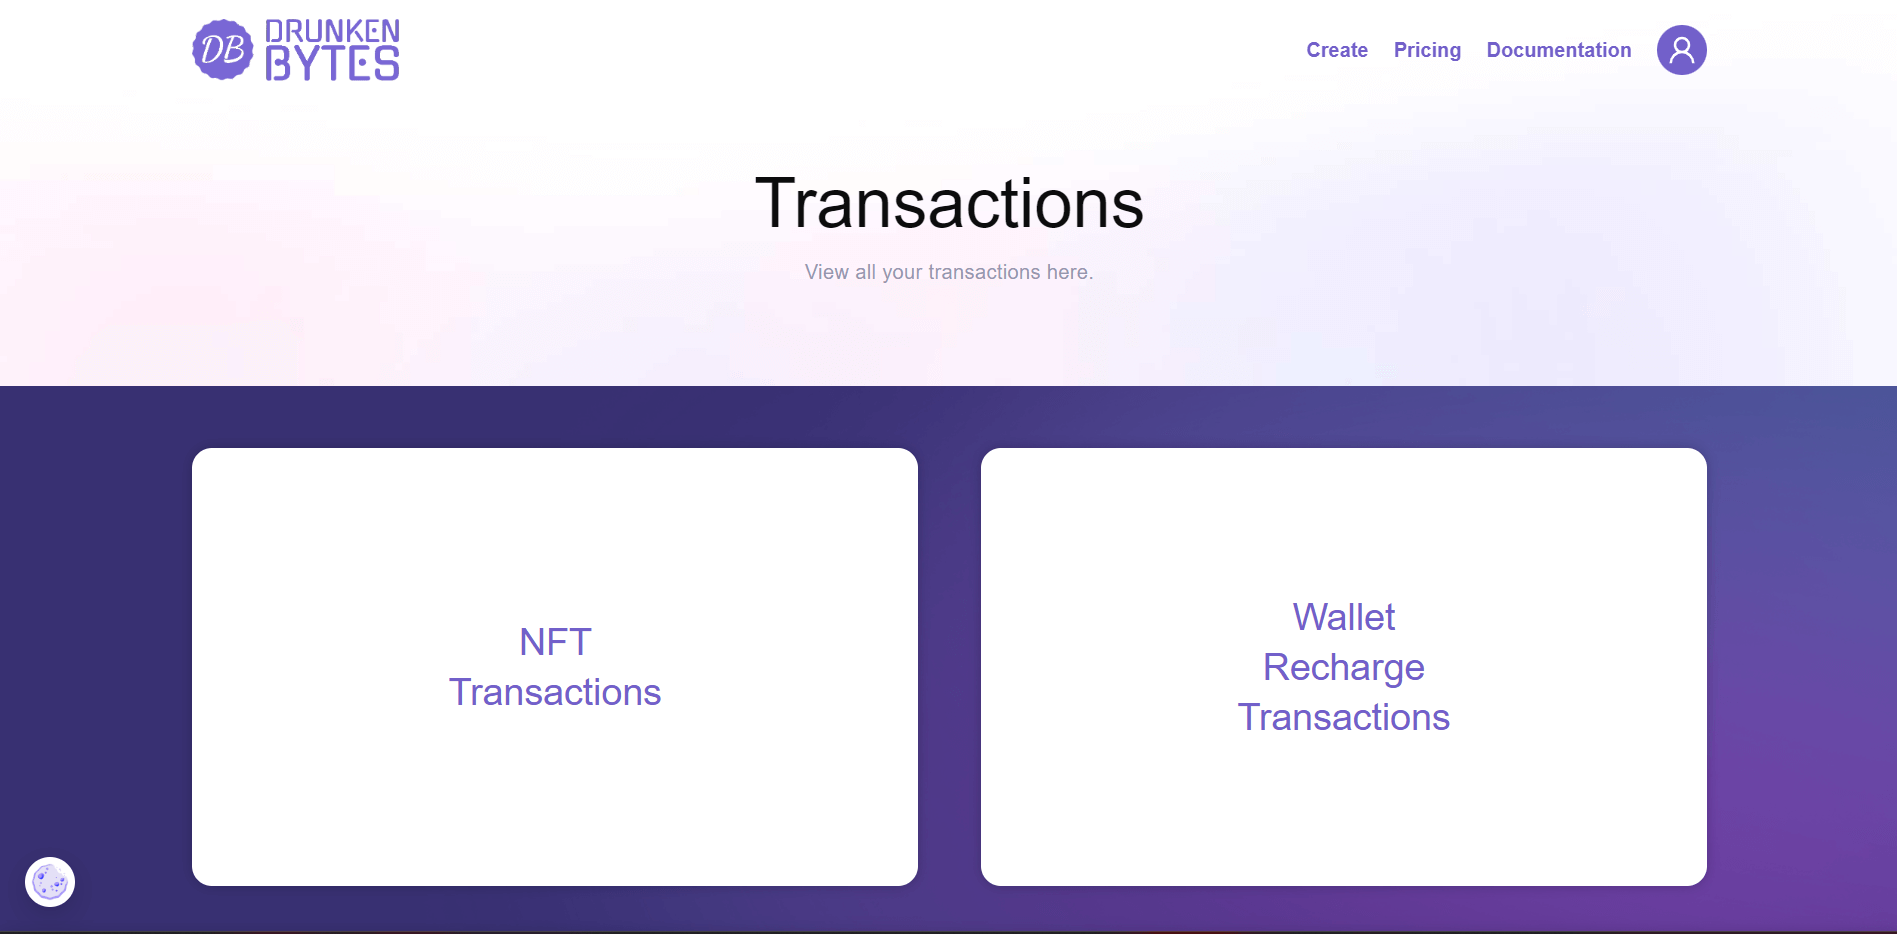 DB
DRUNKEN
BYTES
Create Pricing Documentation
Transactions
View all your transactions here.
NFT
Transactions
Wallet
Recharge
Transactions